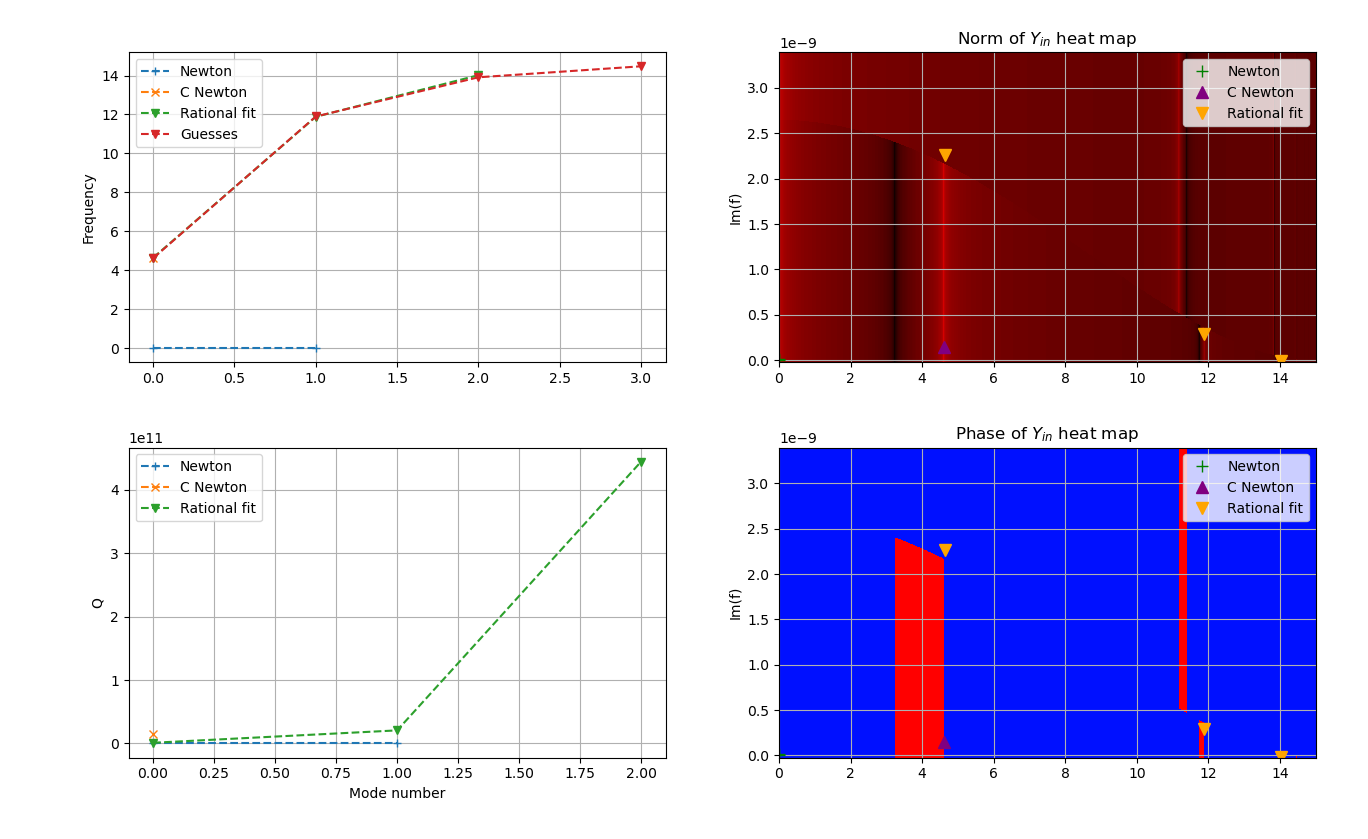 Frequency
14
12
10
8
6
4
2
0
0.0 0.5 1.0 1.5 2.0 2.5 3.0
Newton
C Newton
Rational fit
Guesses
Norm of Y_in heat map
1e−9
Im(f)
3.0
2.5
2.0
1.5
1.0
0.5
0.0
0 2 4 6 8 10 12 14
Newton
C Newton
Rational fit
1e11
Q
4
3
2
1
0
0.00 0.25 0.50 0.75 1.00 1.25 1.50 1.75 2.00
Mode number
Newton
C Newton
Rational fit
Phase of Y_in heat map
1e−9
Im(f)
3.0
2.5
2.0
1.5
1.0
0.5
0.0
0 2 4 6 8 10 12 14
Newton
C Newton
Rational fit